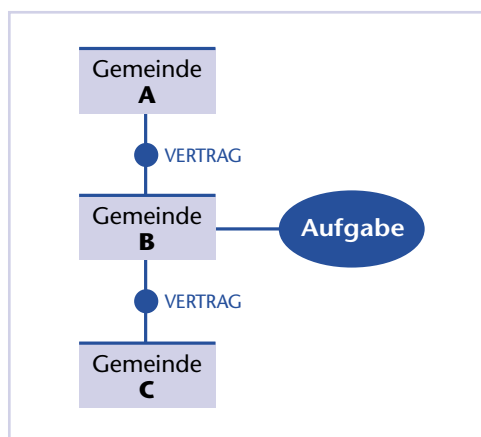 Gemeinde
A
VERTRAG
Gemeinde
B
Aufgabe
VERTRAG
Gemeinde
C